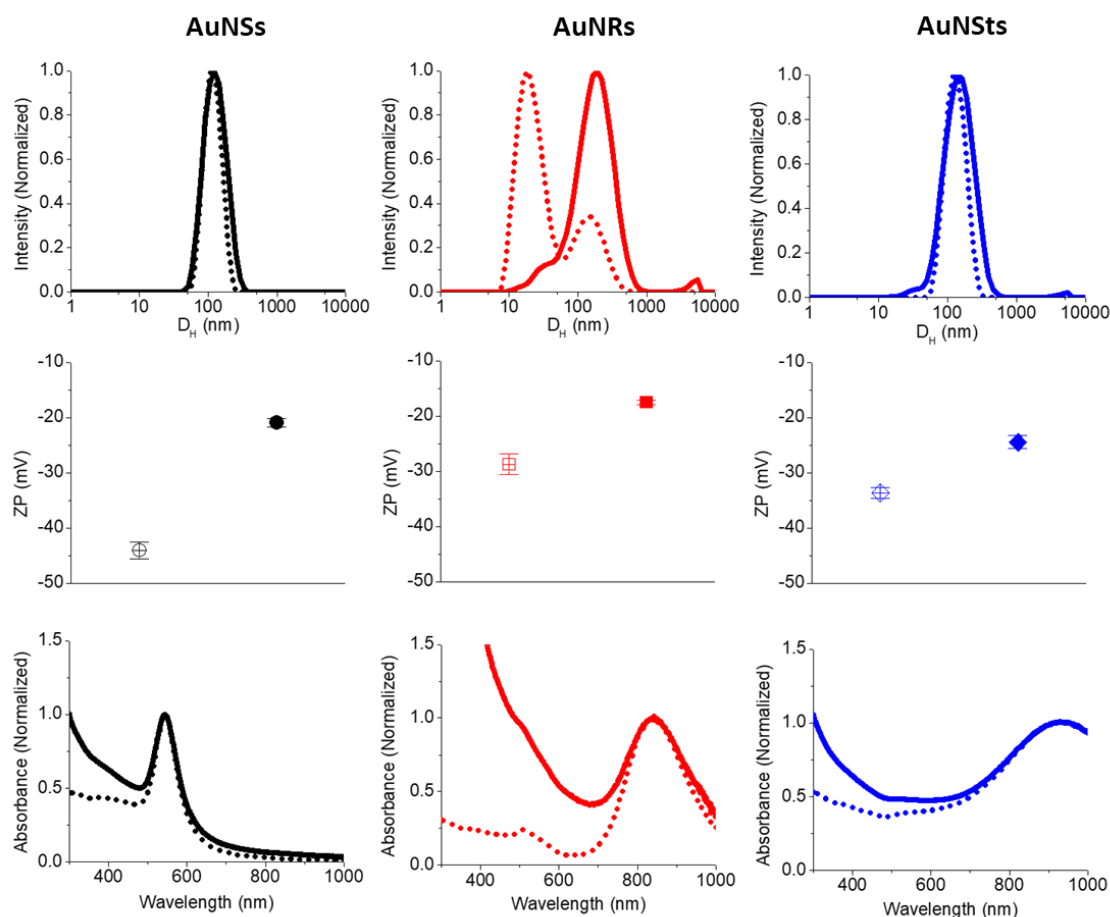 AuNSs
AuNRs
AuNSts
Intensity (Normalized)
1.0
0.8
0.6
0.4
0.2
0.0
1 10 100 1000 10000
D_H (nm)
Intensity (Normalized)
1.0
0.8
0.6
0.4
0.2
0.0
1 10 100 1000 10000
D_H (nm)
Intensity (Normalized)
1.0
0.8
0.6
0.4
0.2
0.0
1 10 100 1000 10000
D_H (nm)
ZP (mV)
-10
-20
-30
-40
-50
ZP (mV)
-10
-20
-30
-40
-50
ZP (mV)
-10
-20
-30
-40
-50
Absorbance (Normalized)
1.5
1.0
0.5
0.0
400 600 800 1000
Wavelength (nm)
Absorbance (Normalized)
1.5
1.0
0.5
0.0
400 600 800 1000
Wavelength (nm)
Absorbance (Normalized)
1.5
1.0
0.5
0.0
400 600 800 1000
Wavelength (nm)